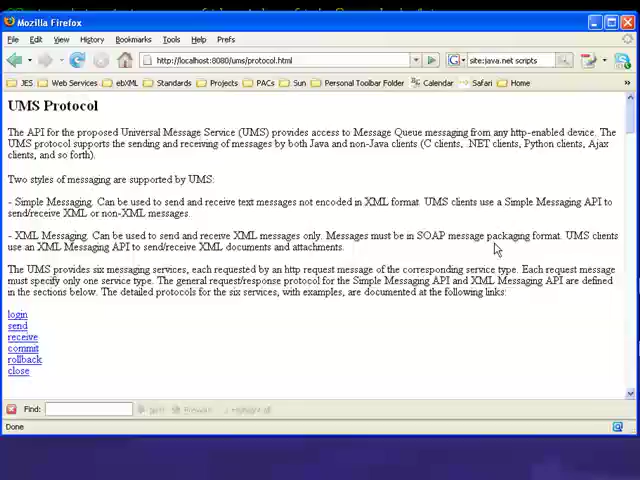 Mozilla Firefox
File Edit View History Bookmarks Tools Help Prefs
http://localhost:8080/ums/protocol.html site:java.net scripts
JES Web Services ebXML Standards Projects PACs Sun Personal Toolbar Folder Calendar Safari Home
UMS Protocol
The API for the proposed Universal Message Service (UMS) provides access to Message Queue messaging from any http-enabled device. The
UMS protocol supports the sending and receiving of messages by both Java and non-Java clients (C clients, .NET clients, Python clients, Ajax
clients, and so forth).
Two styles of messaging are supported by UMS:
- Simple Messaging. Can be used to send and receive text messages not encoded in XML format. UMS clients use a Simple Messaging API to
send/receive XML or non-XML messages.
- XML Messaging. Can be used to send and receive XML messages only. Messages must be in SOAP message packaging format. UMS clients
use an XML Messaging API to send/receive XML documents and attachments.
The UMS provides six messaging services, each requested by an http request message of the corresponding service type. Each request message
must specify only one service type. The general request/response protocol for the Simple Messaging API and XML Messaging API are defined
in the sections below. The detailed protocols for the six services, with examples, are documented at the following links:
login
send
receive
commit
rollback
close
Find:
Done